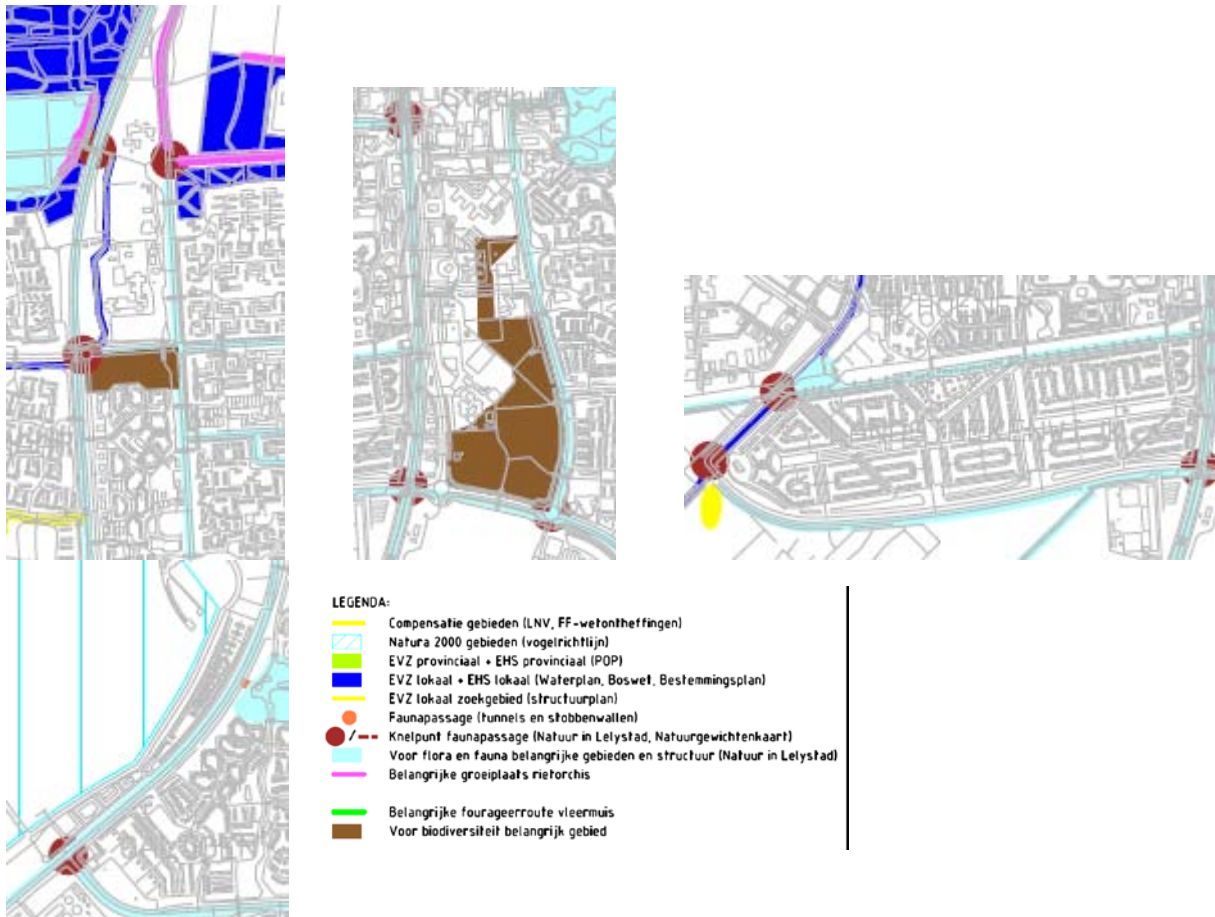 LEGENDA:
Compensatie gebieden (LNV, FF-wetontheffingen)
Natura 2000 gebieden (vogelrichtlijn)
EVZ provinciaal + EHS provinciaal (POP)
EVZ lokaal + EHS lokaal (Waterplan, Boswet, Bestemmingsplan)
EVZ lokaal zoekgebied (structuurplan)
Faunapassage (tunnels en stobbenwallen)
/ Knelpunt faunapassage (Natuur in Lelystad, Natuurgewichtenkaart)
Voor flora en fauna belangrijke gebieden en structuur (Natuur in Lelystad)
Belangrijke groeiplaats rietorchis
Belangrijke fourageerroute vleermuis
Voor biodiversiteit belangrijk gebied